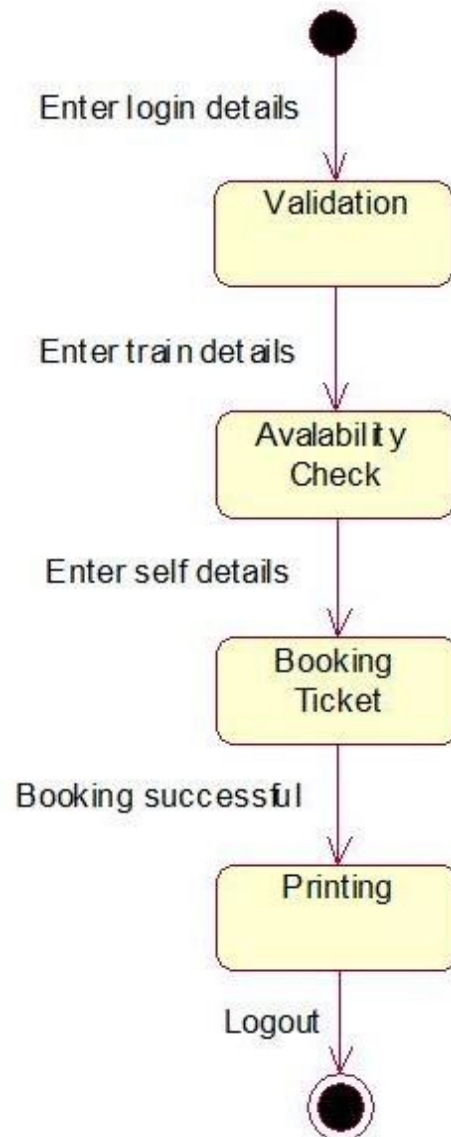 Enter login details
Validation
Enter train details
Avalability
Check
Enter self details
Booking
Ticket
Booking successful
Printing
Logout